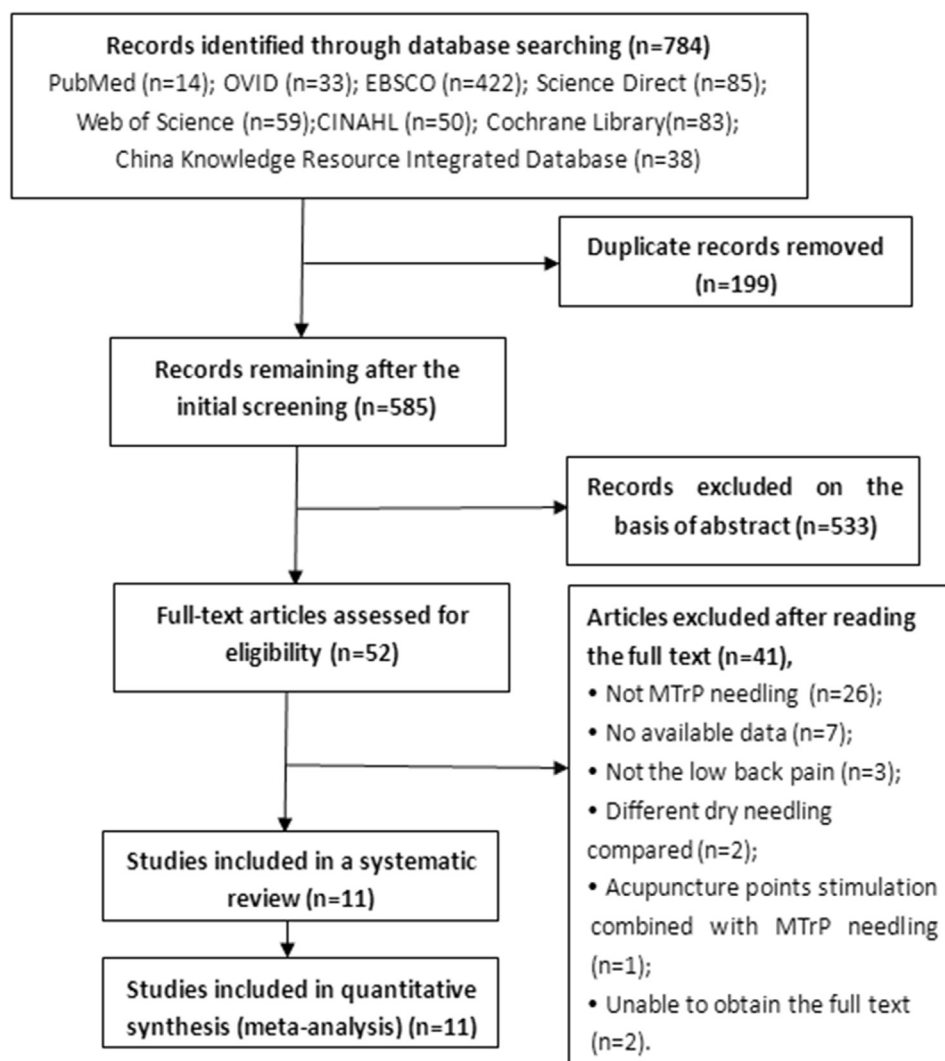 Records identified through database searching (n=784)
PubMed (n=14); OVID (n=33); EBSCO (n=422); Science Direct (n=85);
Web of Science (n=59);CINAHL (n=50); Cochrane Library(n=83);
China Knowledge Resource Integrated Database (n=38)
Duplicate records removed
(n=199)
Records remaining after the
initial screening (n=585)
Records excluded on the
basis of abstract (n=533)
Full-text articles assessed for
eligibility (n=52)
Articles excluded after reading
the full text (n=41),
• Not MTrP needling (n=26);
• No available data (n=7);
• Not the low back pain (n=3);
• Different dry needling
compared (n=2);
• Acupuncture points stimulation
combined with MTrP needling
(n=1);
• Unable to obtain the full text
(n=2).
Studies included in a systematic
review (n=11)
Studies included in quantitative
synthesis (meta-analysis) (n=11)